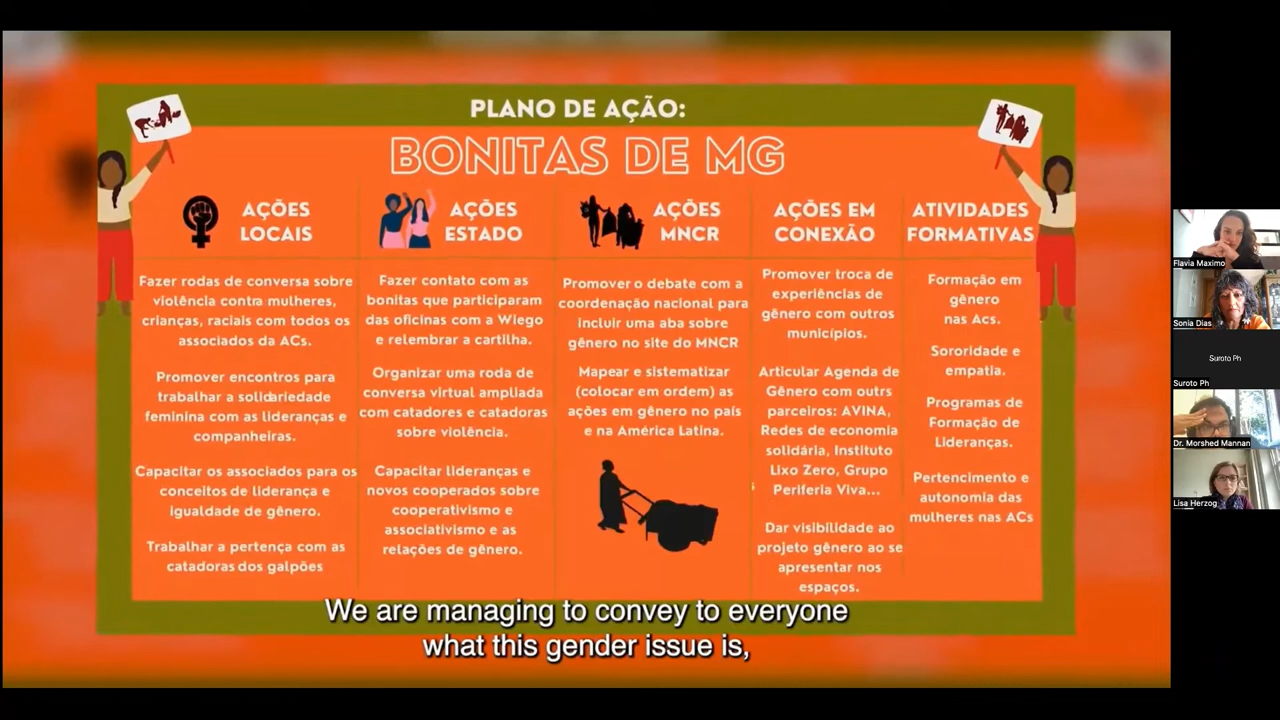 PLANO DE AÇÃO:
BONITAS DE MG
AÇÕES
LOCAIS
Fazer rodas de conversa sobre
violência contra mulheres,
crianças, raciais com todos os
associados da ACs.
Promover encontros para
trabalhar a solidariedade
feminina com as lideranças e
companheiras.
Capacitar os associados para os
conceitos de liderança e
igualdade de gênero.
Trabalhar a pertença com as
catadoras dos galpões
AÇÕES
ESTADO
Fazer contato com as
bonitas que participaram
das oficinas com a Wiego
e relembrar a cartilha.
Organizar uma roda de
conversa virtual ampliada
com catadores e catadoras
sobre violência.
Capacitar lideranças e
novos cooperados sobre
cooperativismo e
associativismo e as
relações de gênero.
AÇÕES
MNCR
Promover o debate com a
coordenação nacional para
incluir uma aba sobre
gênero no site do MNCR
Mapear e sistematizar
(colocar em ordem) as
ações em gênero no país
e na América Latina.
AÇÕES EM
CONEXÃO
Promover troca de
experiências de
gênero com outros
municípios.
Articular Agenda de
Gênero com outrs
parceiros: AVINA,
Redes de economia
solidária, Instituto
Lixo Zero, Grupo
Periferia Viva...
Dar visibilidade ao
projeto gênero ao se
apresentar nos
espaços.
ATIVIDADES
FORMATIVAS
Formação em
gênero
nas Acs.
Sororidade e
empatia.
Programas de
Formação de
Lideranças.
Pertencimento e
autonomia das
mulheres nas ACs
We are managing to convey to everyone
what this gender issue is,
Flavia Maximo
Sonia Dias
Suroto Ph
Suroto Ph
Dr. Morshed Mannan
Lisa Herzog